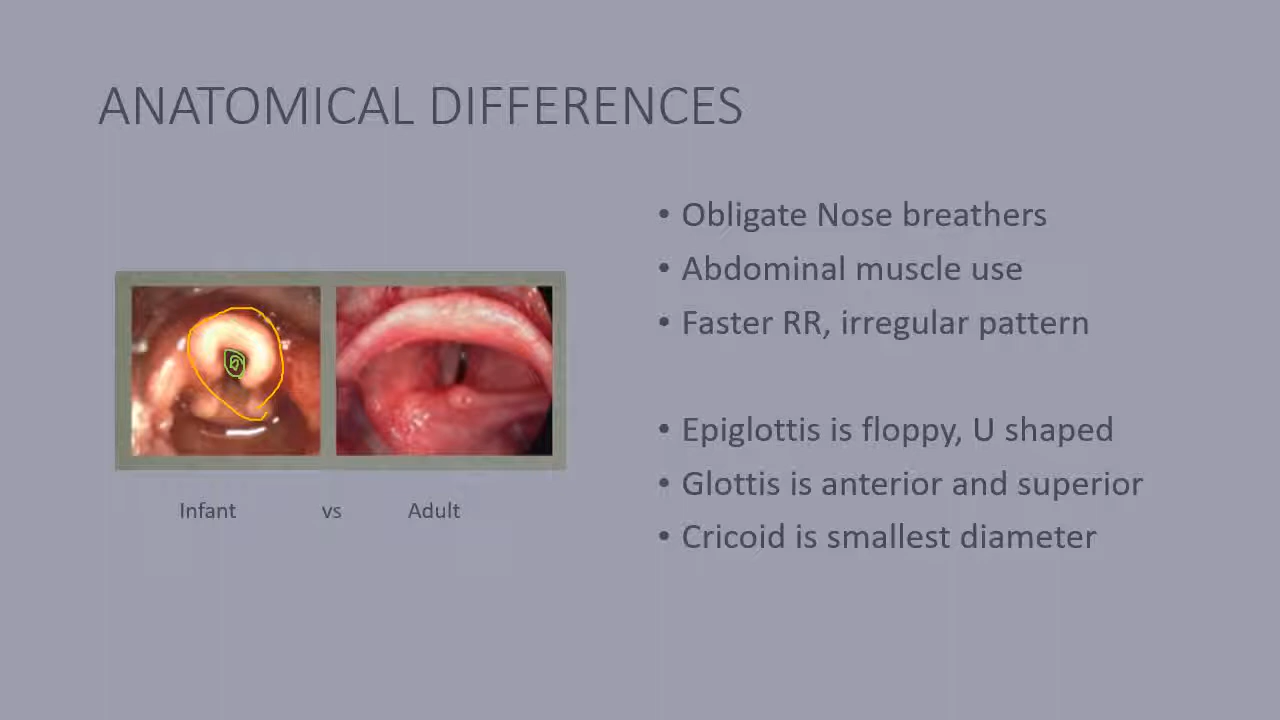 ANATOMICAL DIFFERENCES
• Obligate Nose breathers
• Abdominal muscle use
• Faster RR, irregular pattern
• Epiglottis is floppy, U shaped
• Glottis is anterior and superior
• Cricoid is smallest diameter
Infant vs Adult